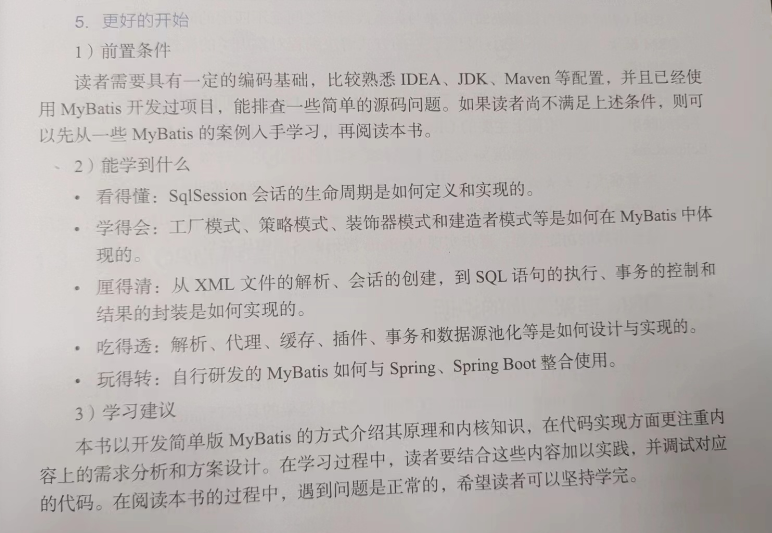 5. 更好的开始
1）前置条件
读者需要具有一定的编码基础，比较熟悉 IDEA、JDK、Maven 等配置，并且已经使
用 MyBatis 开发过项目，能排查一些简单的源码问题。如果读者尚不满足上述条件，则可
以先从一些 MyBatis 的案例入手学习，再阅读本书。
2）能学到什么
• 看得懂：SqlSession 会话的生命周期是如何定义和实现的。
• 学得会：工厂模式、策略模式、装饰器模式和建造者模式等是如何在 MyBatis 中体
现的。
• 厘得清：从 XML 文件的解析、会话的创建，到 SQL 语句的执行、事务的控制和
结果的封装是如何实现的。
• 吃得透：解析、代理、缓存、插件、事务和数据源池化等是如何设计与实现的。
• 玩得转：自行研发的 MyBatis 如何与 Spring、Spring Boot 整合使用。
3）学习建议
本书以开发简单版 MyBatis 的方式介绍其原理和内核知识，在代码实现方面更注重内
容上的需求分析和方案设计。在学习过程中，读者要结合这些内容加以实践，并调试对应
的代码。在阅读本书的过程中，遇到问题是正常的，希望读者可以坚持学完。